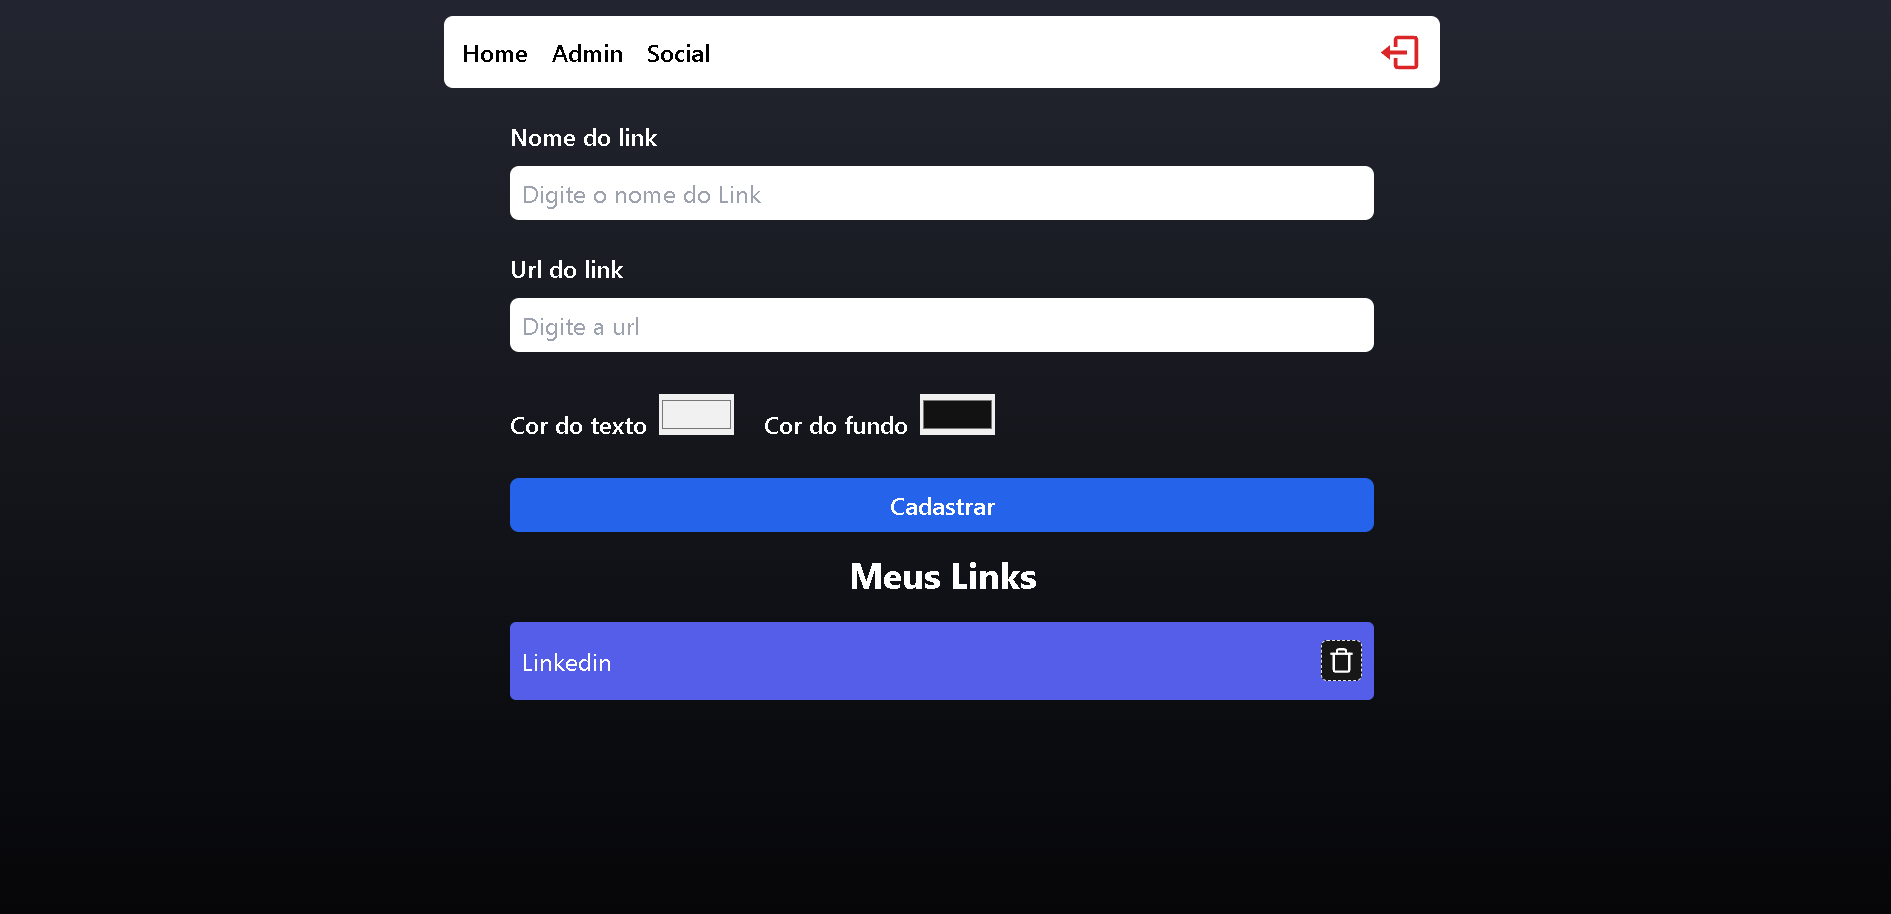 Home Admin Social
Nome do link
Digite o nome do Link
Url do link
Digite a url
Cor do texto Cor do fundo
Cadastrar
Meus Links
Linkedin